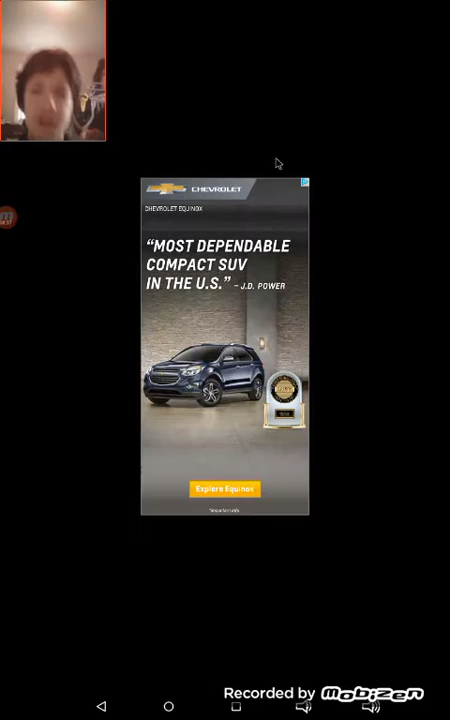 CHEVROLET
CHEVROLET EQUINOX
“MOST DEPENDABLE
COMPACT SUV
IN THE U.S.” – J.D. POWER
Explore Equinox
Recorded by MOBIZEN